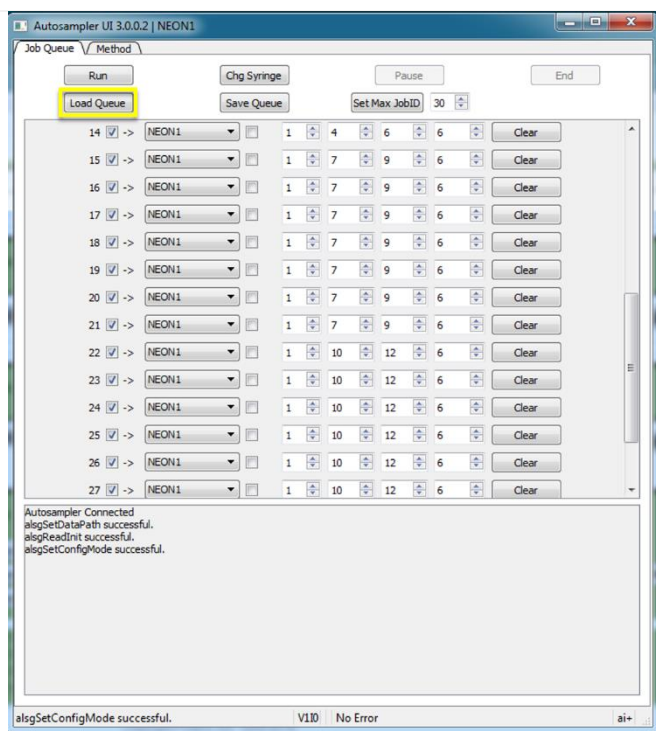 Autosampler UI 3.0.0.2 | NEON1
Job Queue Method
Run Chg Syringe Pause End
Load Queue Save Queue Set Max JobID 30
14 -> NEON1 1 4 6 6 Clear
15 -> NEON1 1 7 9 6 Clear
16 -> NEON1 1 7 9 6 Clear
17 -> NEON1 1 7 9 6 Clear
18 -> NEON1 1 7 9 6 Clear
19 -> NEON1 1 7 9 6 Clear
20 -> NEON1 1 7 9 6 Clear
21 -> NEON1 1 7 9 6 Clear
22 -> NEON1 1 10 12 6 Clear
23 -> NEON1 1 10 12 6 Clear
24 -> NEON1 1 10 12 6 Clear
25 -> NEON1 1 10 12 6 Clear
26 -> NEON1 1 10 12 6 Clear
27 -> NEON1 1 10 12 6 Clear
Autosampler Connected
alsgSetDataPath successful.
alsgReadInit successful.
alsgSetConfigMode successful.
alsgSetConfigMode successful. V1I0 No Error ai+